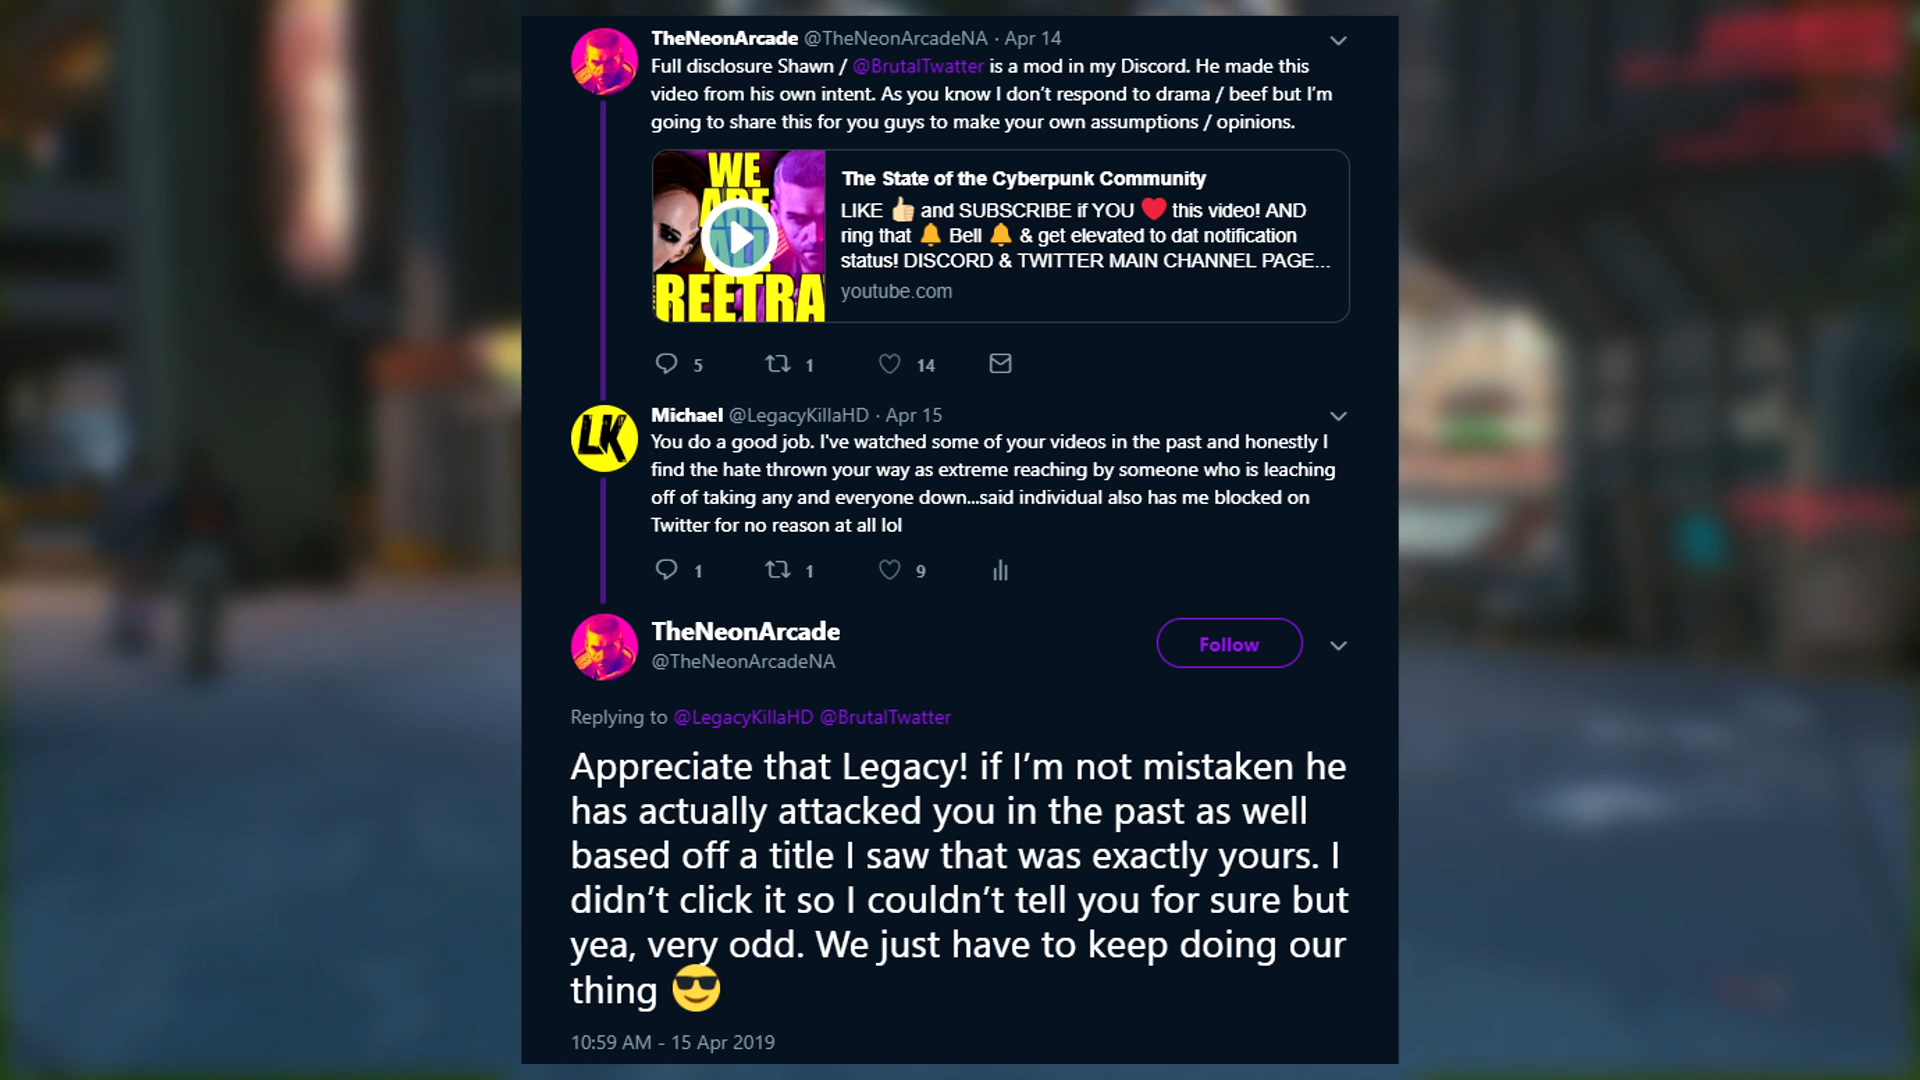 TheNeonArcade @TheNeonArcadeNA · Apr 14
Full disclosure Shawn / @BrutalTwatter is a mod in my Discord. He made this
video from his own intent. As you know I don’t respond to drama / beef but I’m
going to share this for you guys to make your own assumptions / opinions.
WE
ARE
ALL
REETRA
The State of the Cyberpunk Community
LIKE 👍🏻 and SUBSCRIBE if YOU ❤️ this video! AND
ring that 🔔 Bell 🔔 & get elevated to dat notification
status! DISCORD & TWITTER MAIN CHANNEL PAGE...
youtube.com
5 1 14
LK
Michael @LegacyKillaHD · Apr 15
You do a good job. I've watched some of your videos in the past and honestly I
find the hate thrown your way as extreme reaching by someone who is leaching
off of taking any and everyone down...said individual also has me blocked on
Twitter for no reason at all lol
1 1 9
TheNeonArcade
@TheNeonArcadeNA
Follow
Replying to @LegacyKillaHD @BrutalTwatter
Appreciate that Legacy! if I’m not mistaken he
has actually attacked you in the past as well
based off a title I saw that was exactly yours. I
didn’t click it so I couldn’t tell you for sure but
yea, very odd. We just have to keep doing our
thing 😎
10:59 AM - 15 Apr 2019